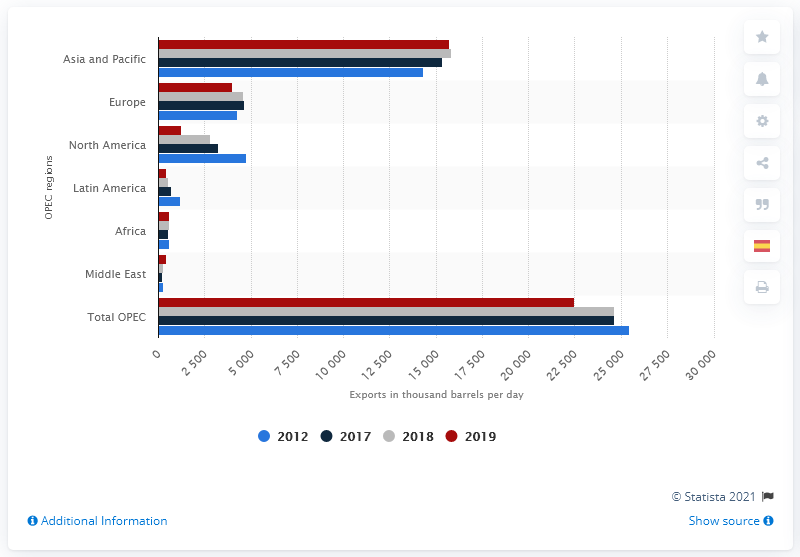 Asia and Pacific
Europe
North America
Latin America
Africa
Middle East
Total OPEC
OPEC regions
0 2 500 5 000 7 500 10 000 12 500 15 000 17 500 20 000 22 500 25 000 27 500 30 000
Exports in thousand barrels per day
2012 2017 2018 2019
© Statista 2021
Additional Information
Show source